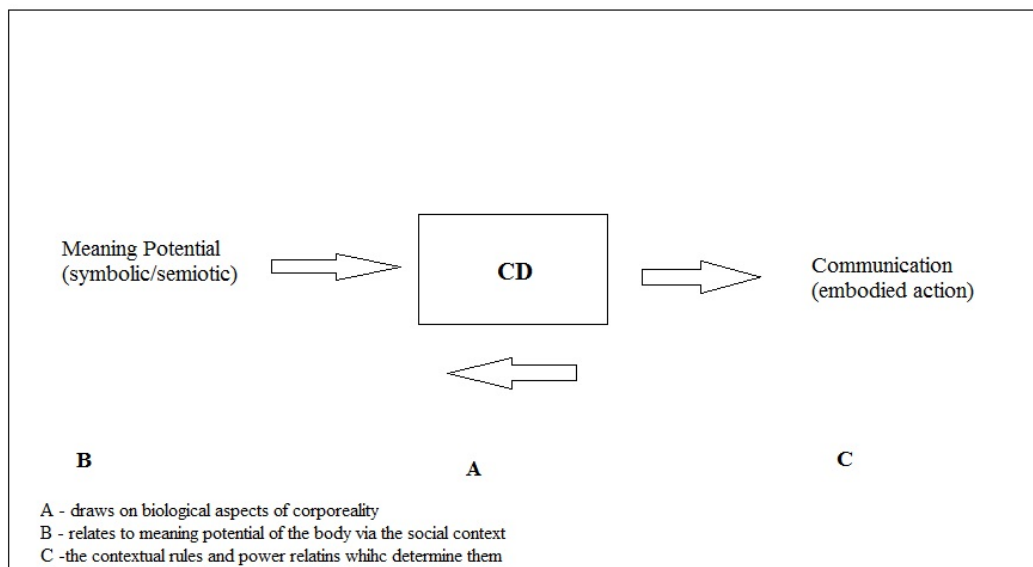 Meaning Potential
(symbolic/semiotic)
CD
Communication
(embodied action)
B
A
C
A - draws on biological aspects of corporeality
B - relates to meaning potential of the body via the social context
C -the contextual rules and power relatins whihc determine them